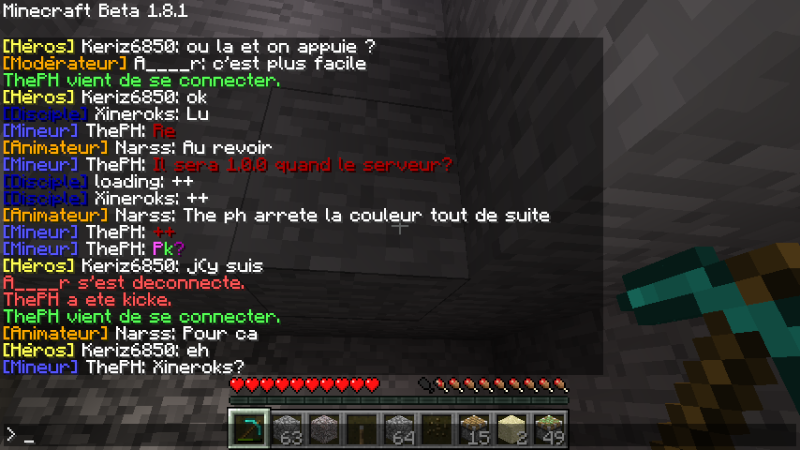 Minecraft Beta 1.8.1
[Héros] Keriz6850: ou la et on appuie ?
[Modérateur] A____r: c'est plus facile
ThePH vient de se connecter.
[Héros] Keriz6850: ok
[Disciple] Xineroks: Lu
[Mineur] ThePH: Re
[Animateur] Narss: Au revoir
[Mineur] ThePH: Il sera 1.0.0 quand le serveur?
[Disciple] loading: ++
[Disciple] Xineroks: ++
[Animateur] Narss: The ph arrete la couleur tout de suite
[Mineur] ThePH: ++
[Mineur] ThePH: Pk?
[Héros] Keriz6850: jCy suis
A____r s'est deconnecte.
ThePH a ete kicke.
ThePH vient de se connecter.
[Animateur] Narss: Pour ca
[Héros] Keriz6850: eh
[Mineur] ThePH: Xineroks?
63 64 15 2 49
> _